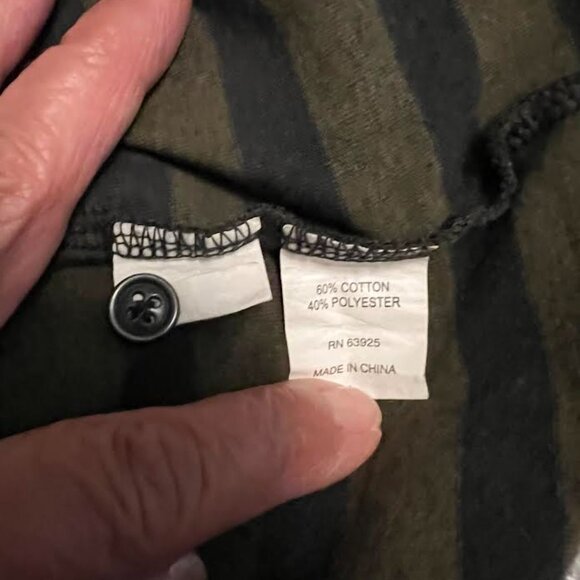 60% COTTON
40% POLYESTER
RN 63925
MADE IN CHINA